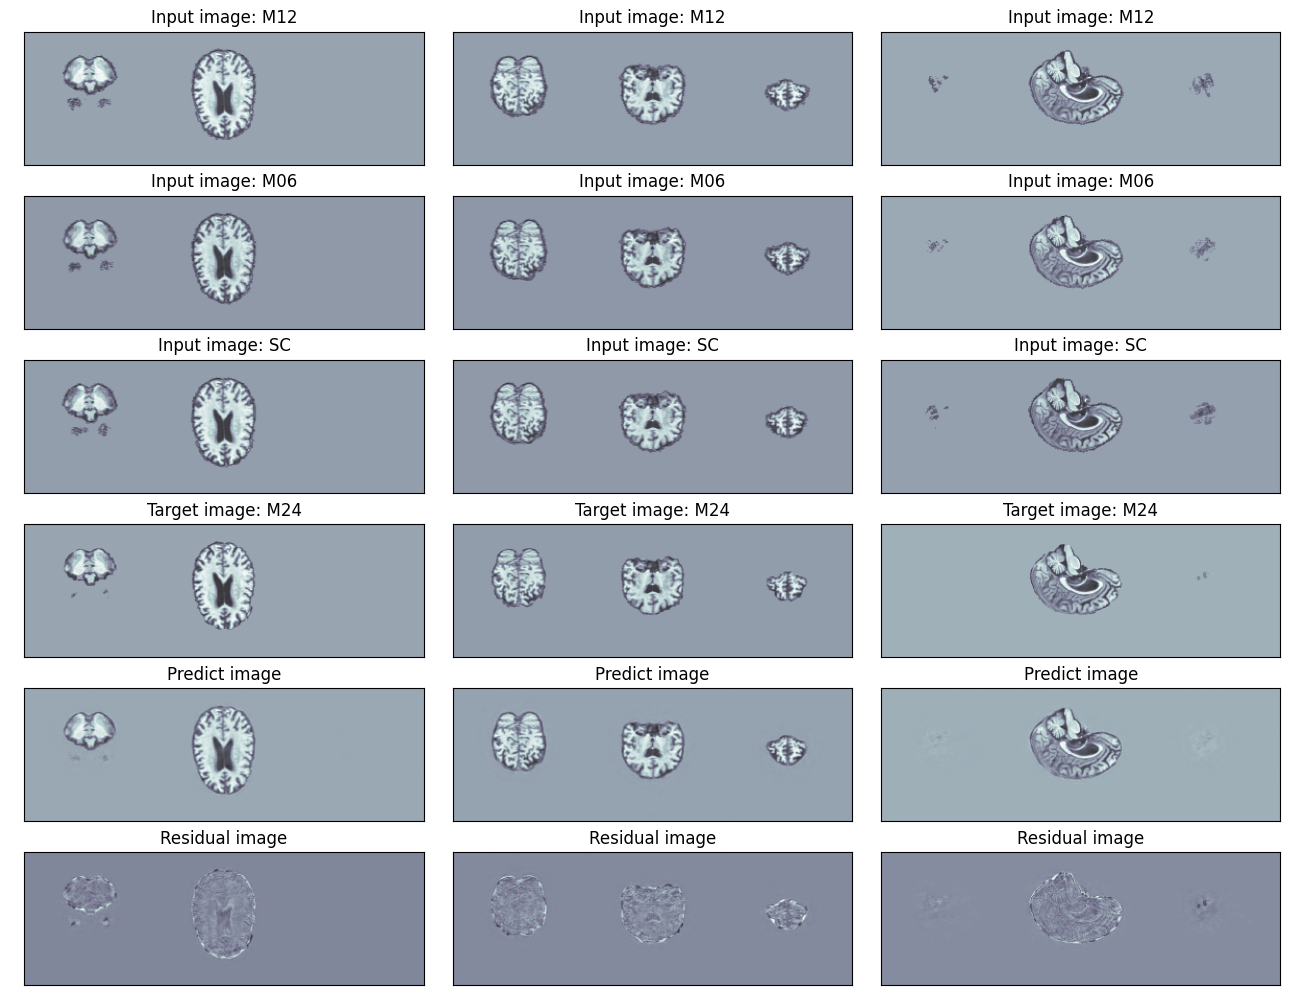 Input image: M12 Input image: M12 Input image: M12
Input image: M06 Input image: M06 Input image: M06
Input image: SC Input image: SC Input image: SC
Target image: M24 Target image: M24 Target image: M24
Predict image Predict image Predict image
Residual image Residual image Residual image